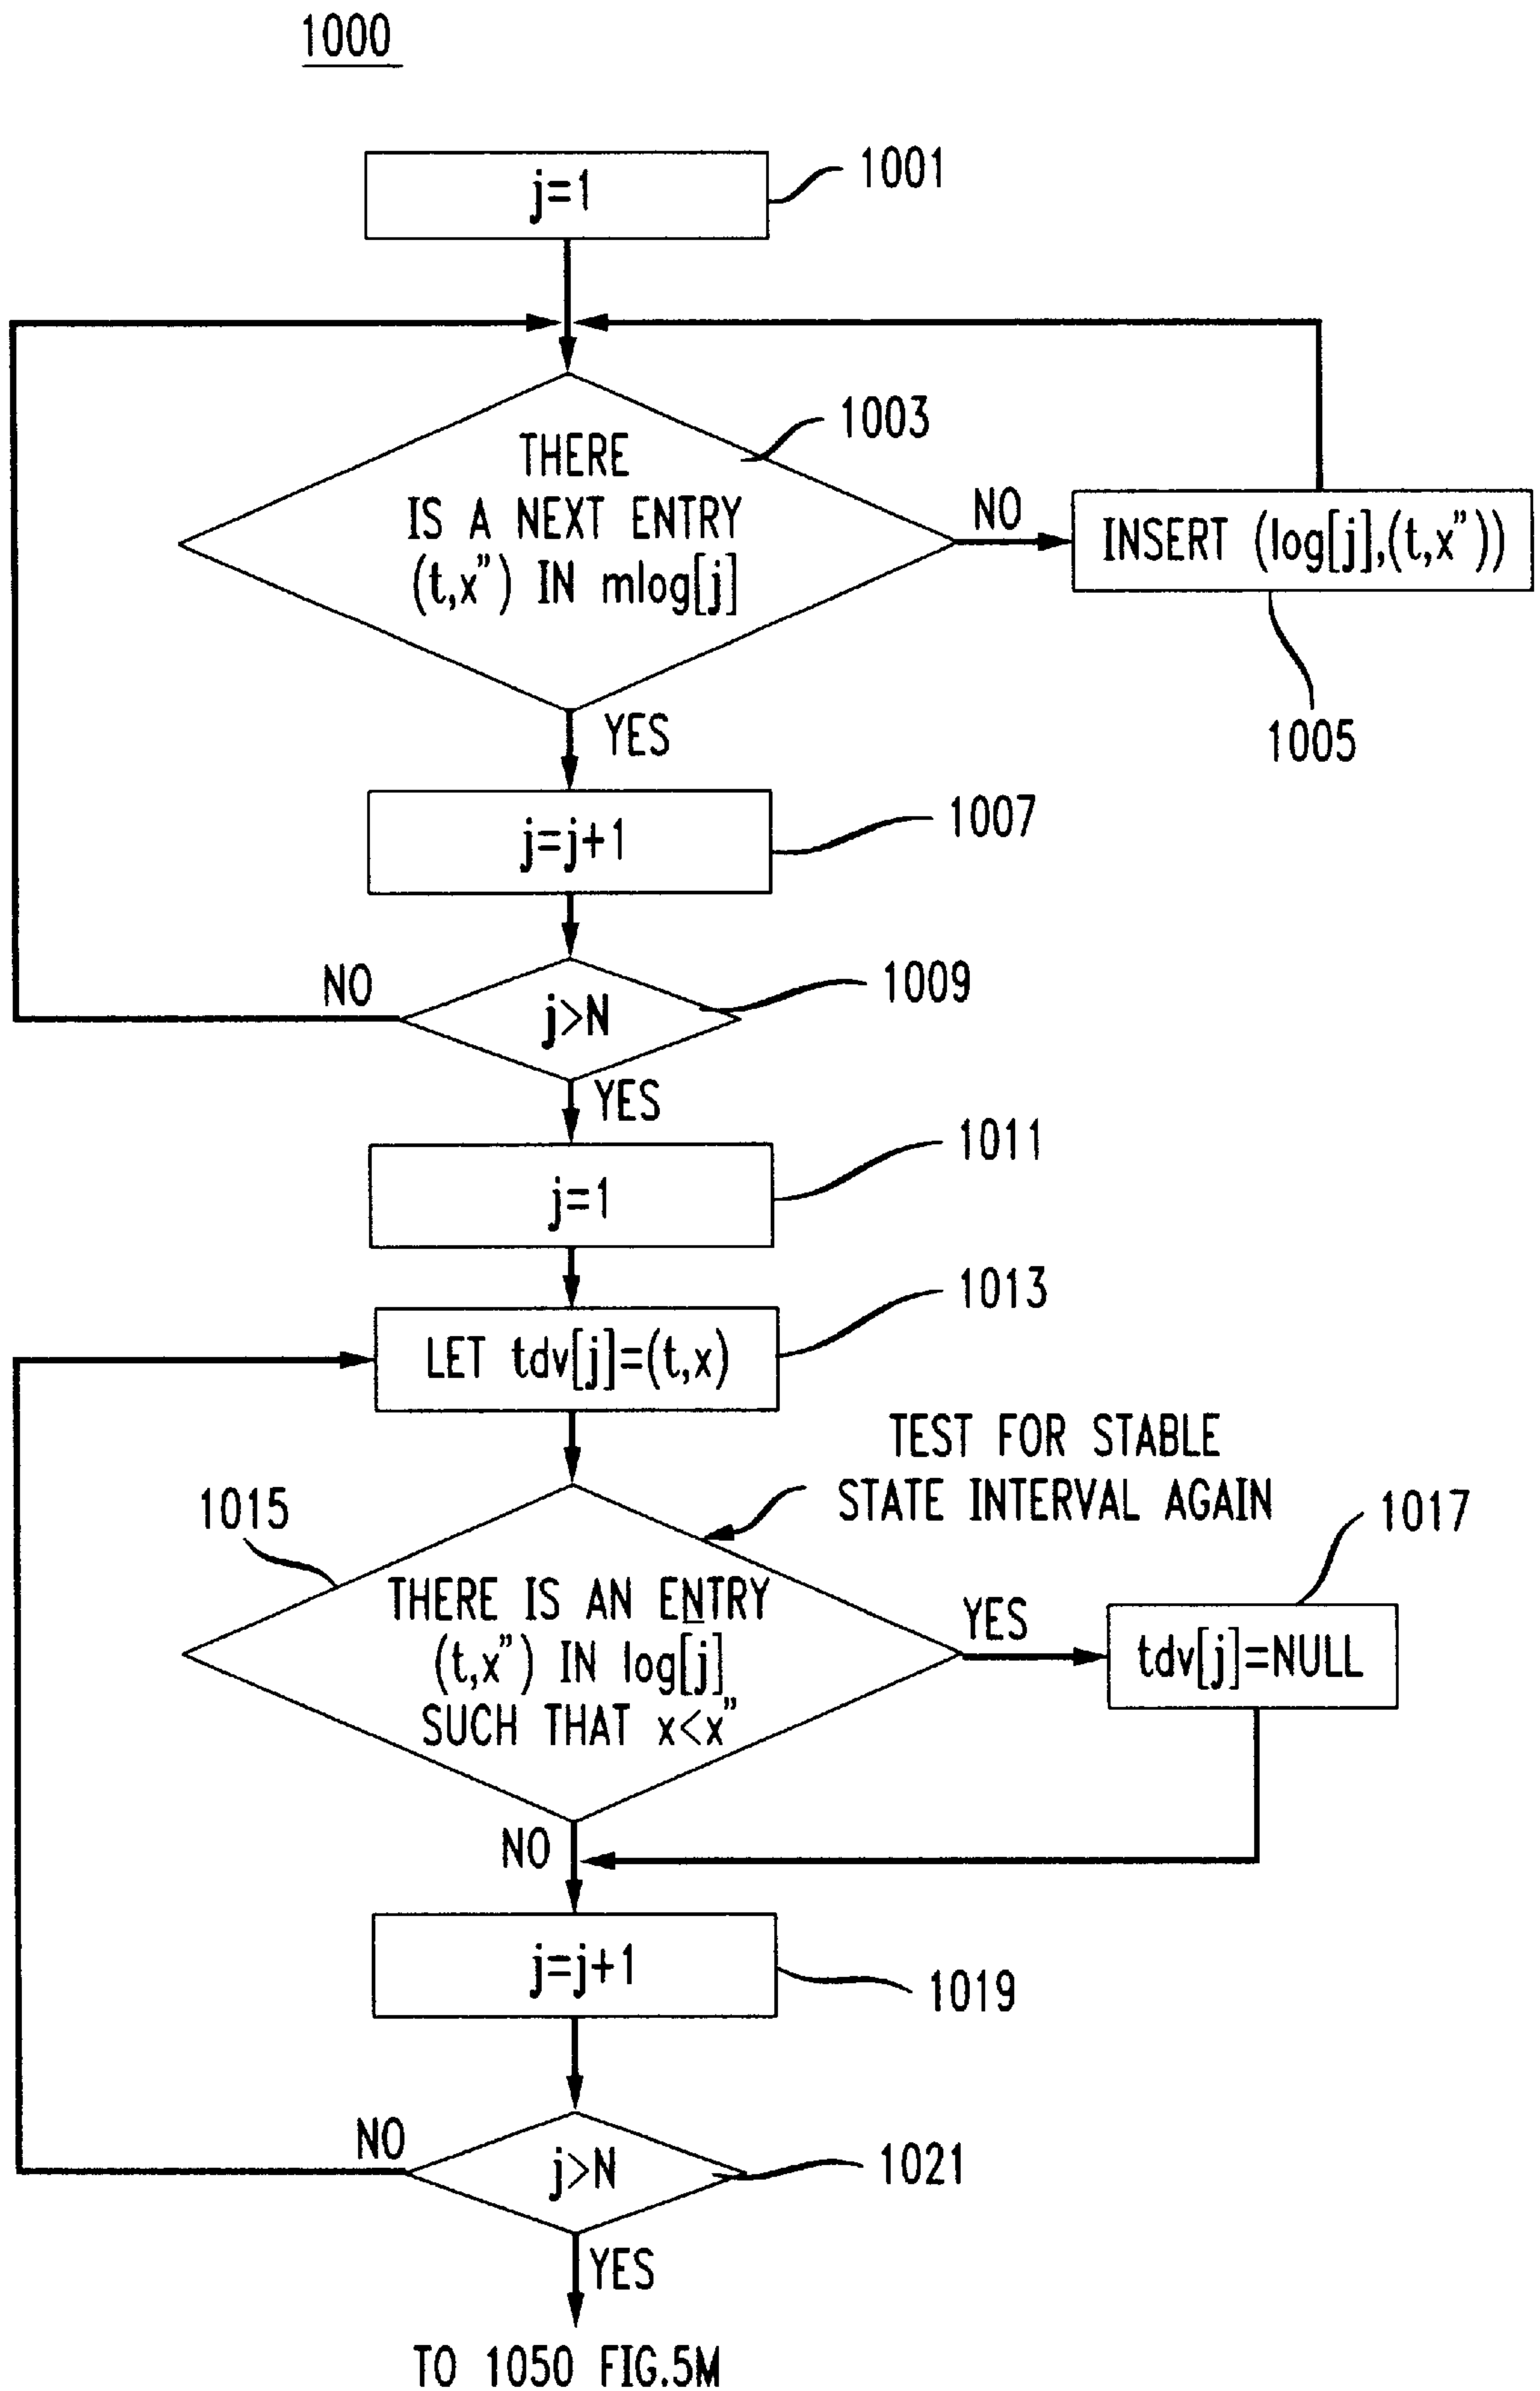 1000
j=1
1001
THERE
IS A NEXT ENTRY
(t,x") IN mlog[j]
1003
NO
INSERT (log[j],(t,x"))
1005
YES
j=j+1
1007
NO
j>N
1009
YES
j=1
1011
LET tdv[j]=(t,x)
1013
TEST FOR STABLE
STATE INTERVAL AGAIN
1015
THERE IS AN ENTRY
(t,x") IN log[j]
SUCH THAT x<x"
YES
tdv[j]=NULL
1017
NO
j=j+1
1019
NO
j>N
1021
YES
TO 1050 FIG.5M